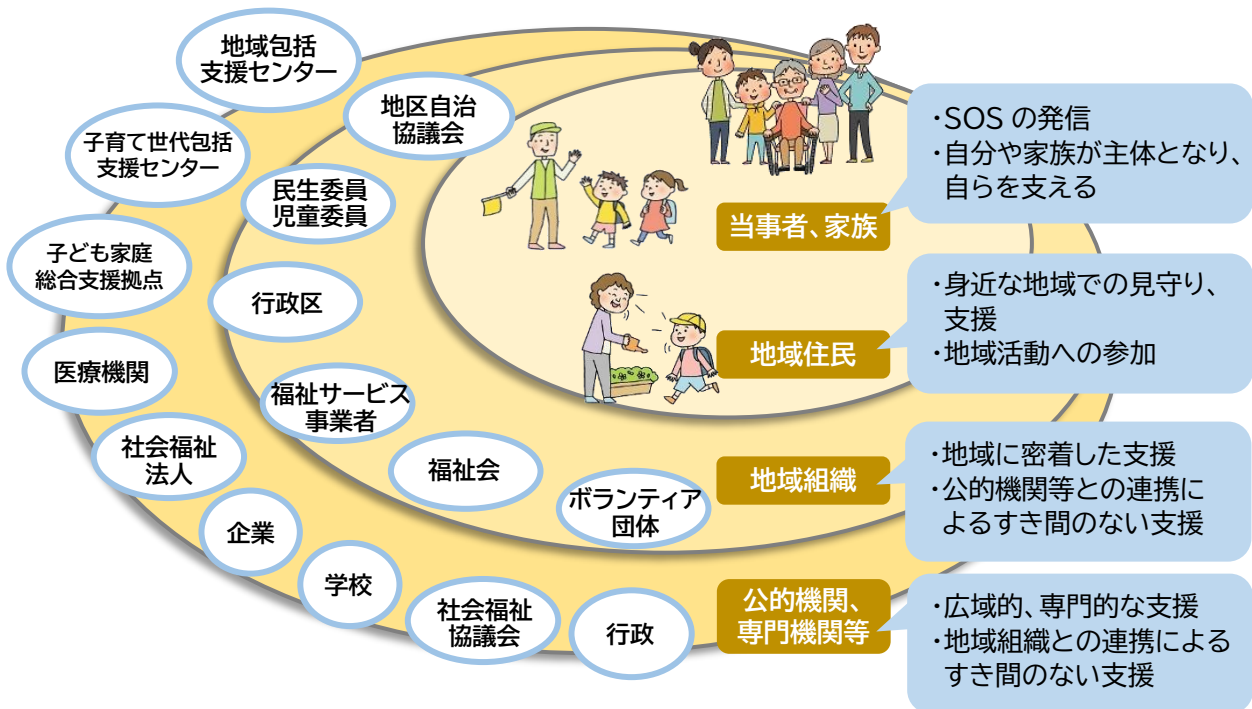 地域包括
支援センター
地区自治
協議会
子育て世代包括
支援センター
民生委員
児童委員
子ども家庭
総合支援拠点
行政区
医療機関
福祉サービス
事業者
社会福祉
法人
福祉会
ボランティア
団体
企業
学校
社会福祉
協議会
行政
当事者、家族
・SOS の発信
・自分や家族が主体となり、
自らを支える
地域住民
・身近な地域での見守り、
支援
・地域活動への参加
地域組織
・地域に密着した支援
・公的機関等との連携に
よるすき間のない支援
公的機関、
専門機関等
・広域的、専門的な支援
・地域組織との連携による
すき間のない支援